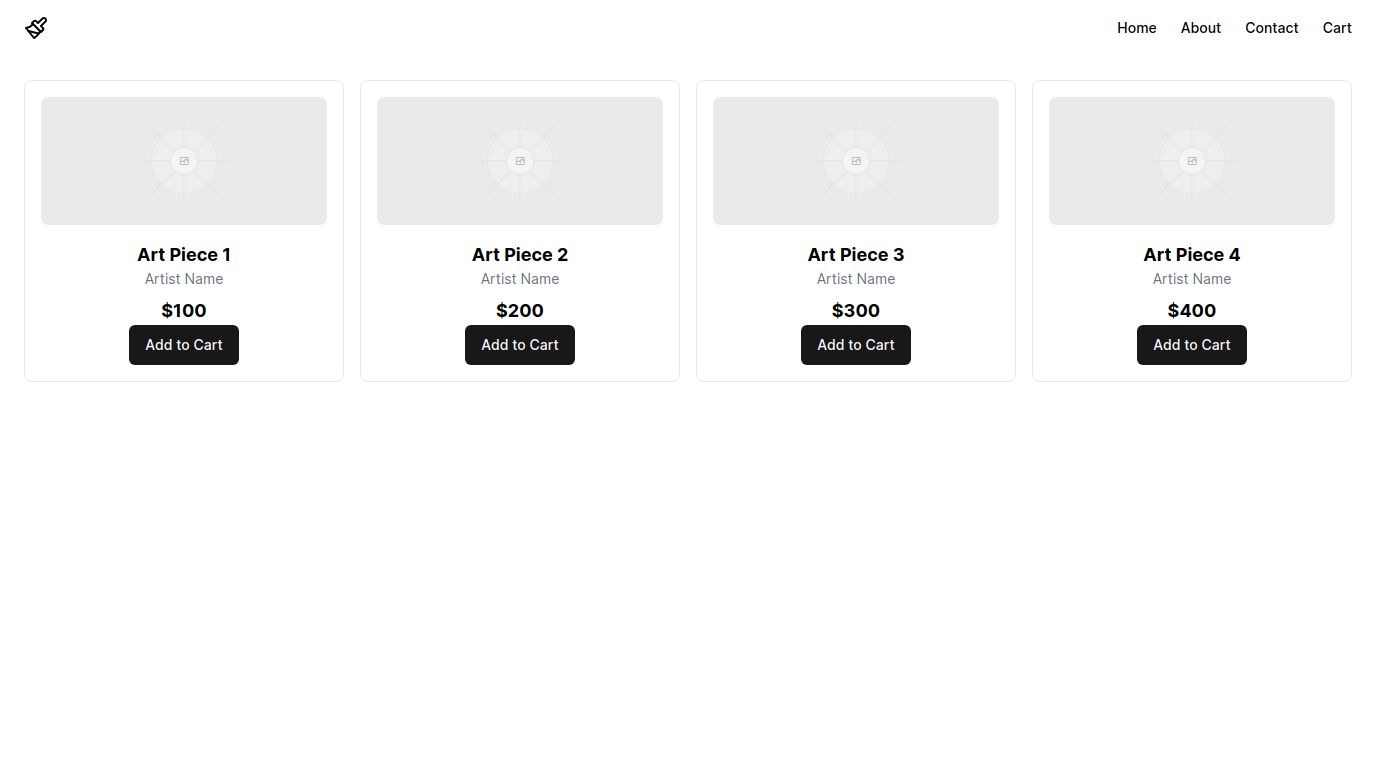 Home About Contact Cart
Art Piece 1
Artist Name
$100
Add to Cart
Art Piece 2
Artist Name
$200
Add to Cart
Art Piece 3
Artist Name
$300
Add to Cart
Art Piece 4
Artist Name
$400
Add to Cart